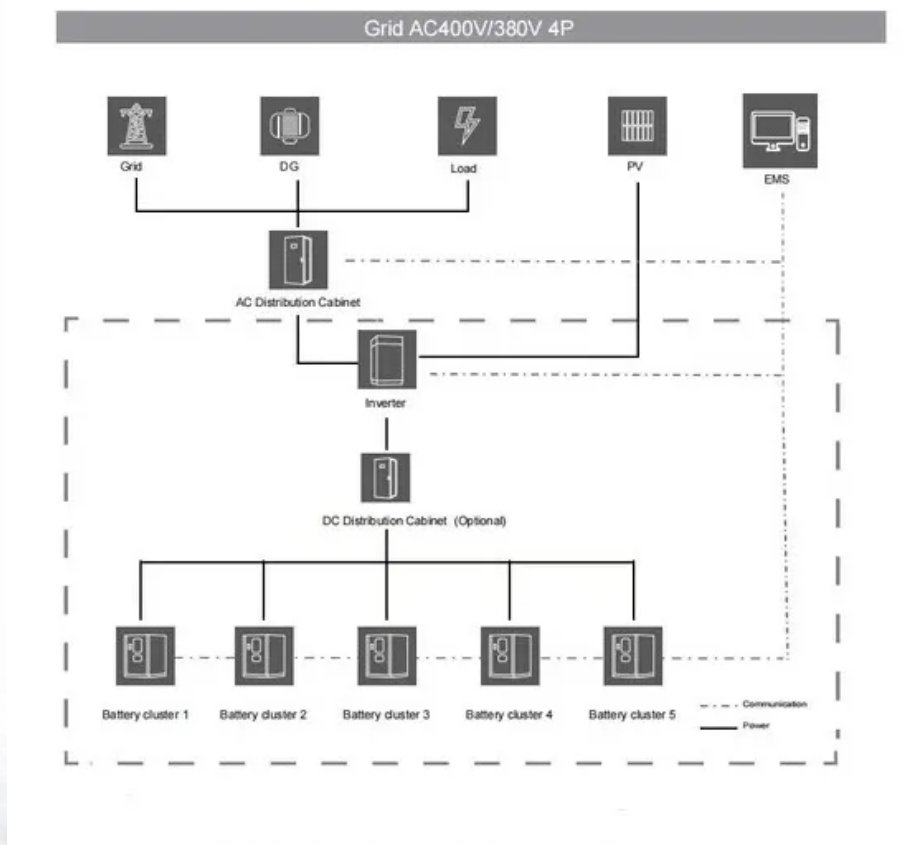 Grid AC400V/380V 4P
Grid
DG
Load
PV
EMS
AC Distribution Cabinet
Inverter
DC Distribution Cabinet (Optional)
Battery cluster 1
Battery cluster 2
Battery cluster 3
Battery cluster 4
Battery cluster 5
Communication
Power